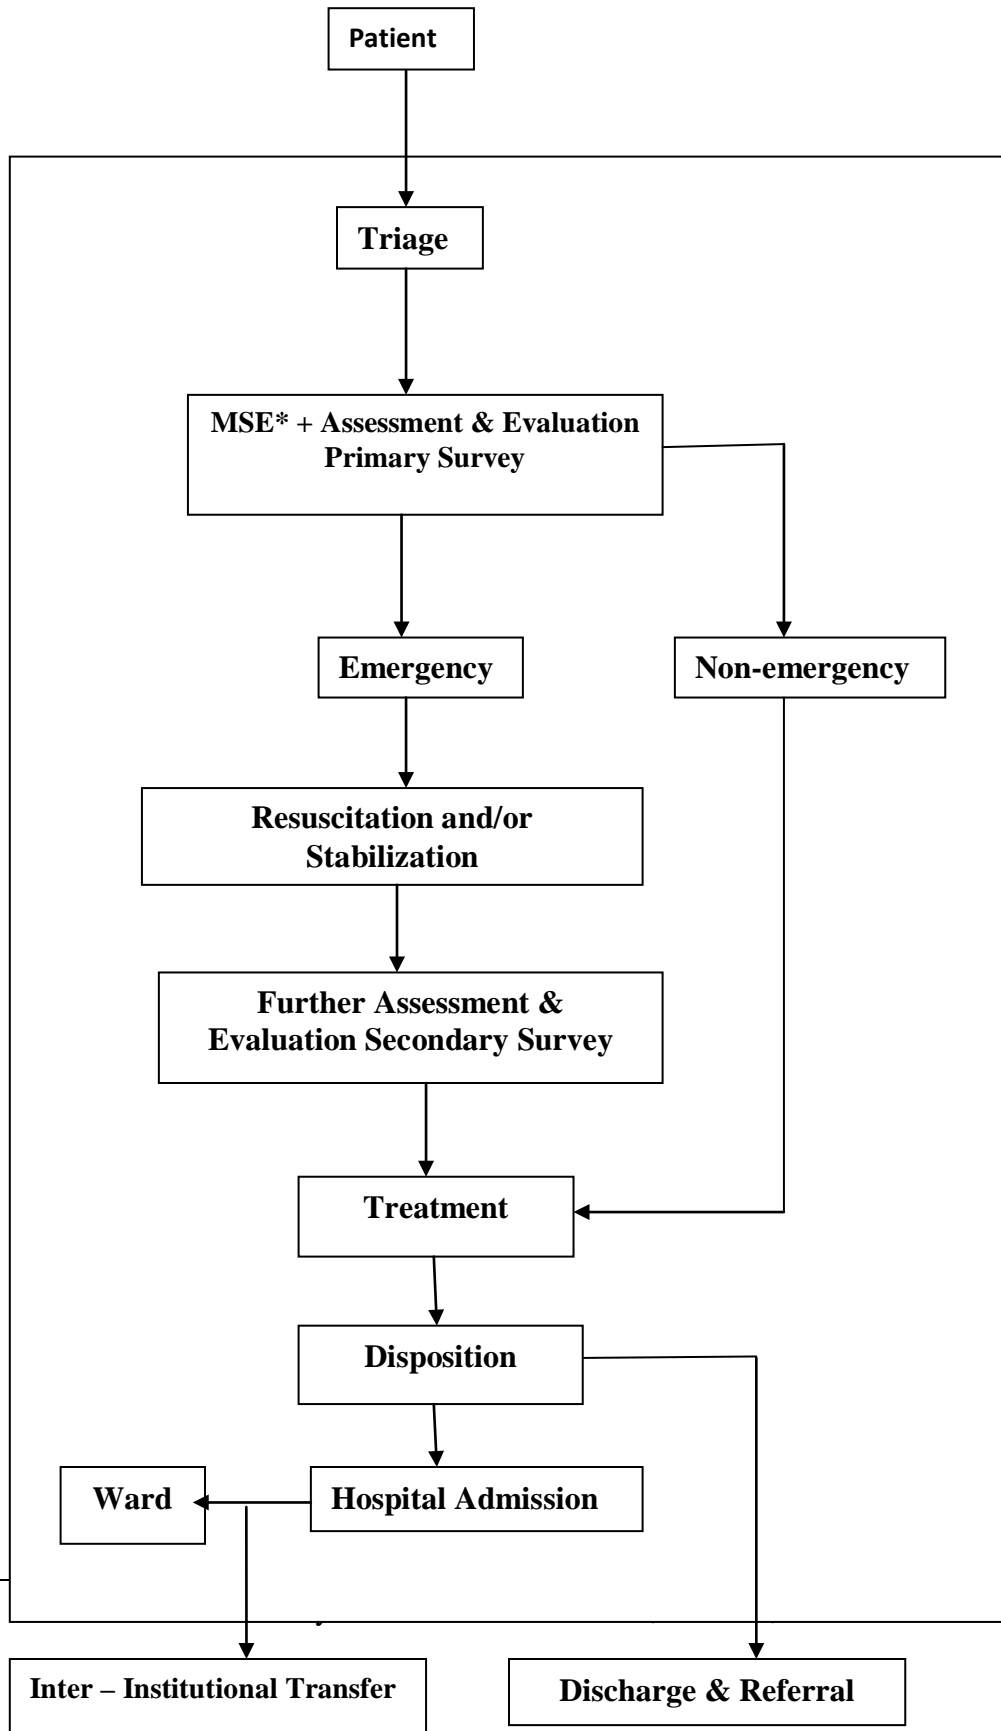 Patient
Triage
MSE* + Assessment & Evaluation
Primary Survey
Emergency
Non-emergency
Resuscitation and/or
Stabilization
Further Assessment &
Evaluation Secondary Survey
Treatment
Disposition
Ward
Hospital Admission
Inter – Institutional Transfer
Discharge & Referral